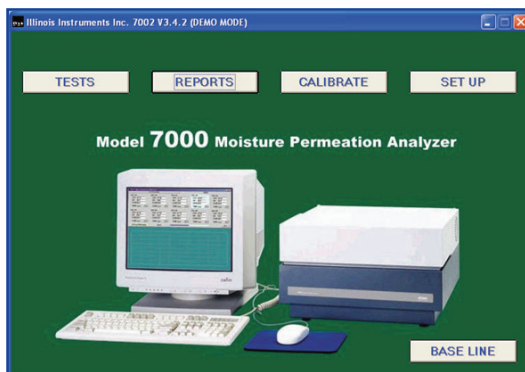 Illinois Instruments Inc. 7002 V3.4.2 (DEMO MODE)
TESTS REPORTS CALIBRATE SET UP
Model 7000 Moisture Permeation Analyzer
BASE LINE